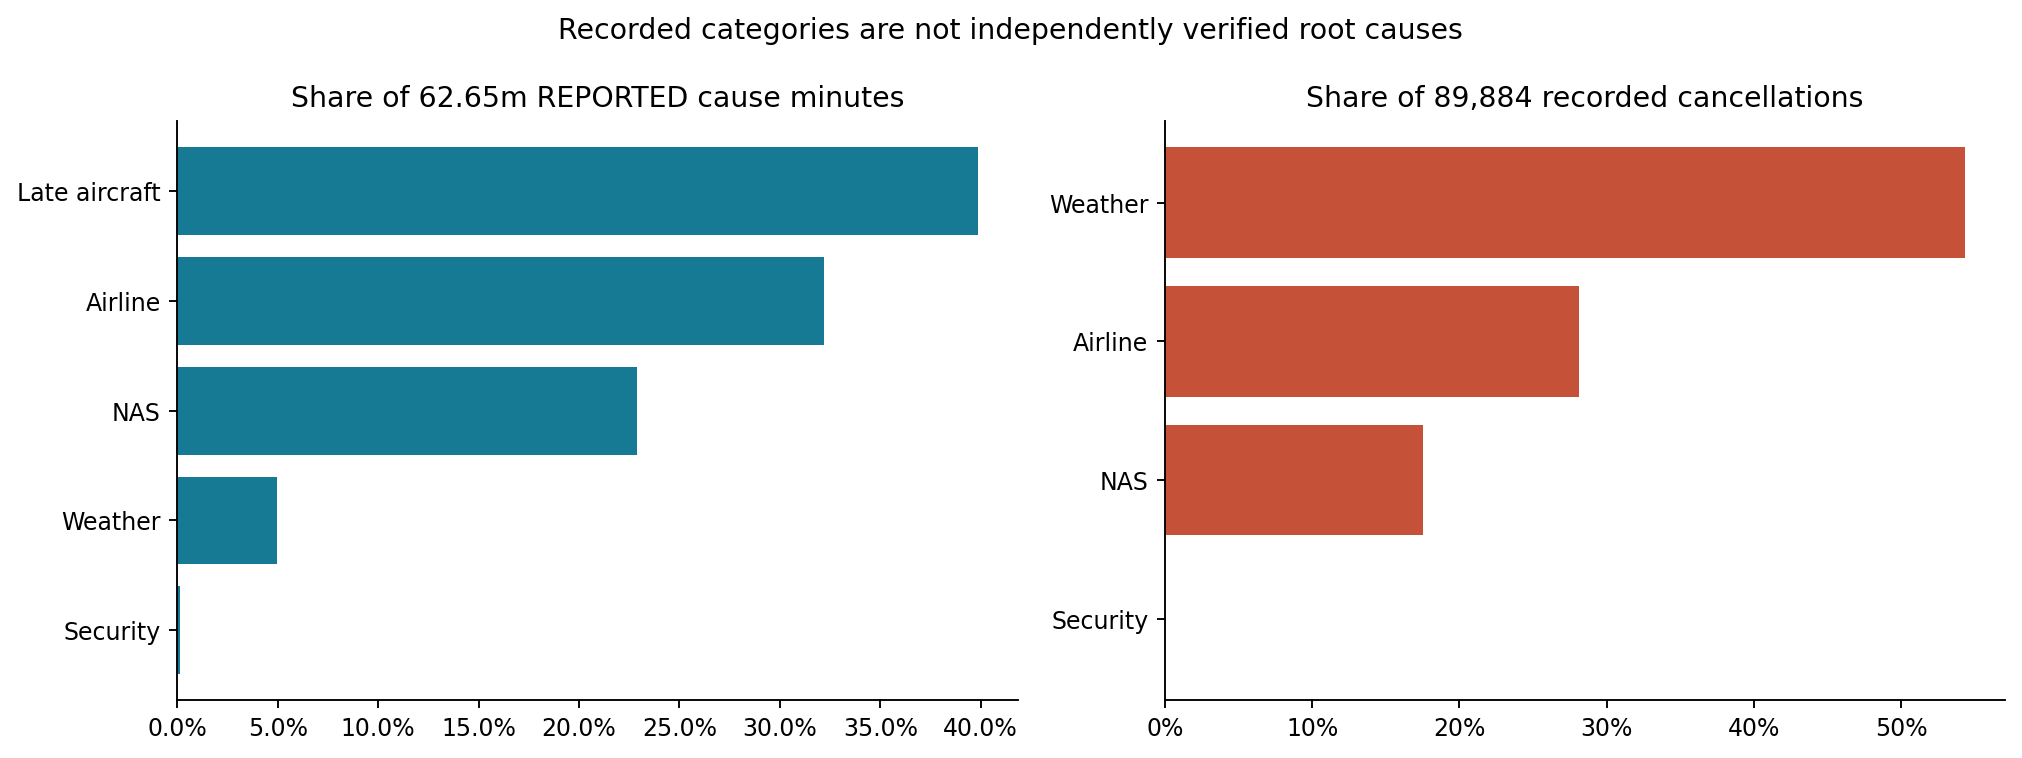 Recorded categories are not independently verified root causes
Share of 62.65m REPORTED cause minutes
Late aircraft
Airline
NAS
Weather
Security
0.0% 5.0% 10.0% 15.0% 20.0% 25.0% 30.0% 35.0% 40.0%
Share of 89,884 recorded cancellations
Weather
Airline
NAS
Security
0% 10% 20% 30% 40% 50%